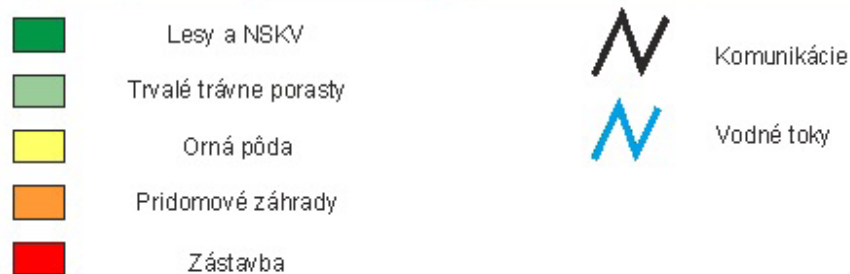 Lesy a NSKV
Trvalé trávne porasty
Orná pôda
Pridomové záhrady
Zástavba
Komunikácie
Vodné toky